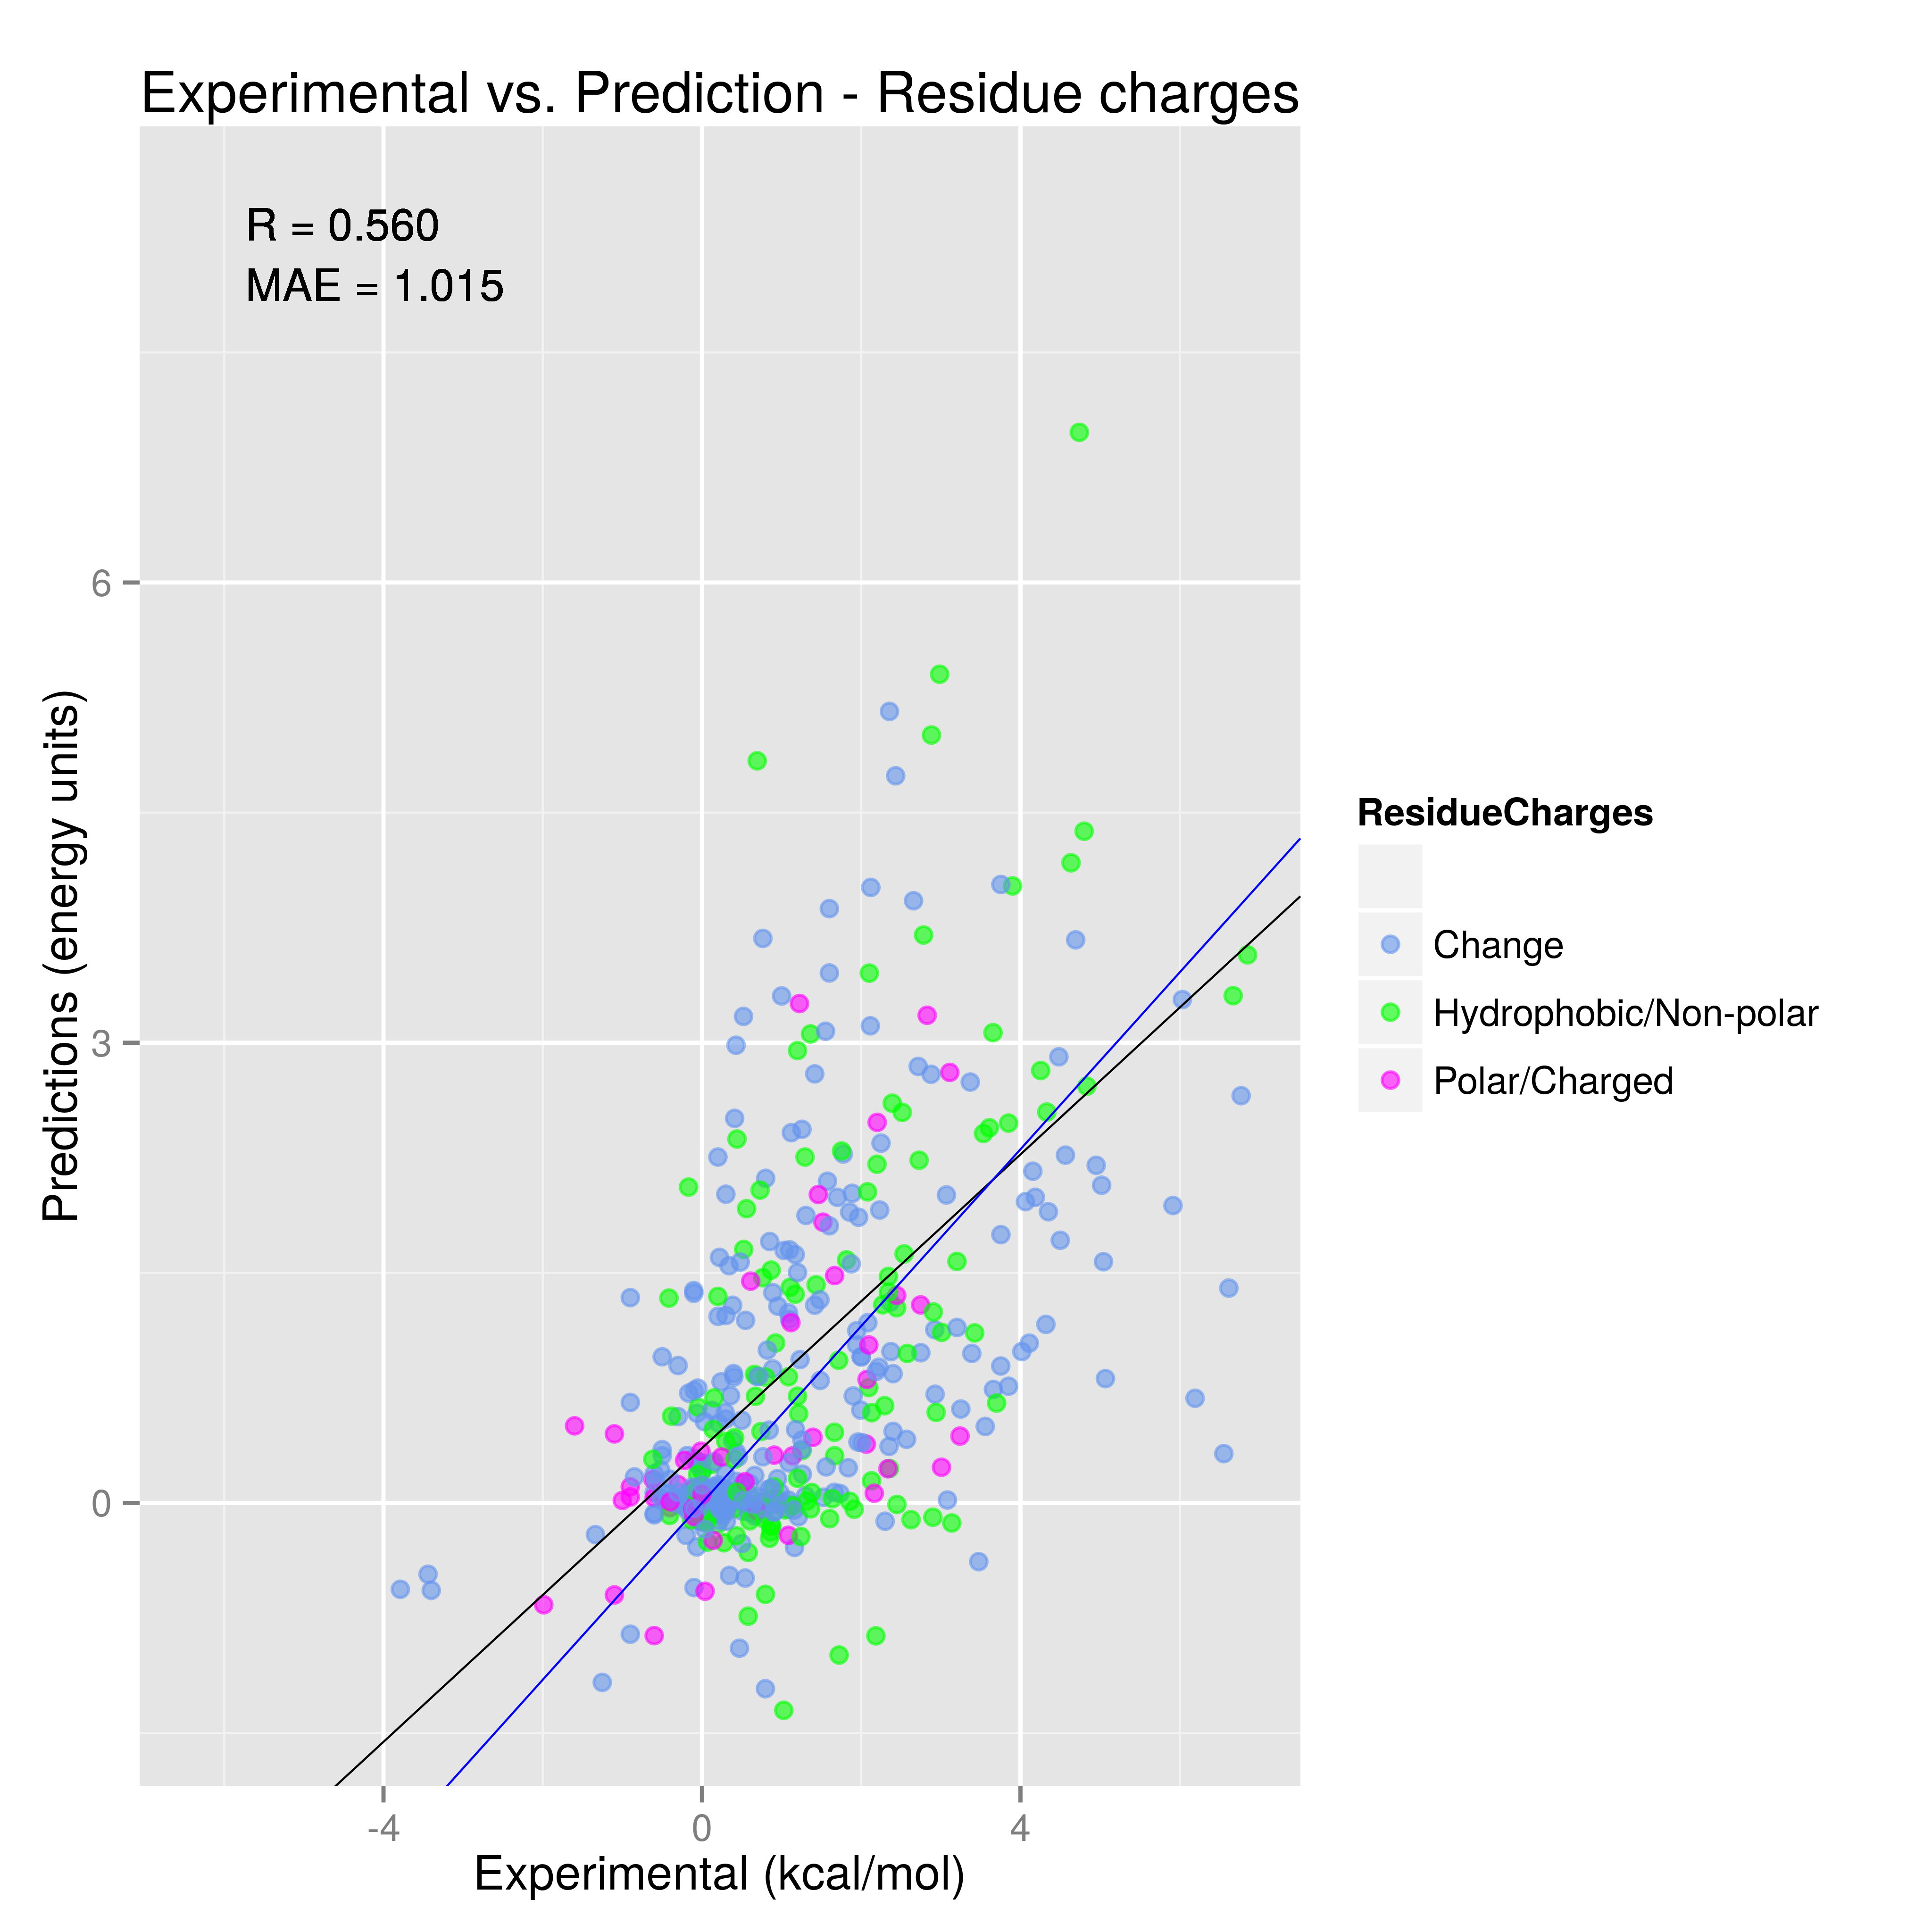 Experimental vs. Prediction - Residue charges
R = 0.560
MAE = 1.015
6
3
0
Predictions (energy units)
-4 0 4
Experimental (kcal/mol)
ResidueCharges
Change
Hydrophobic/Non-polar
Polar/Charged